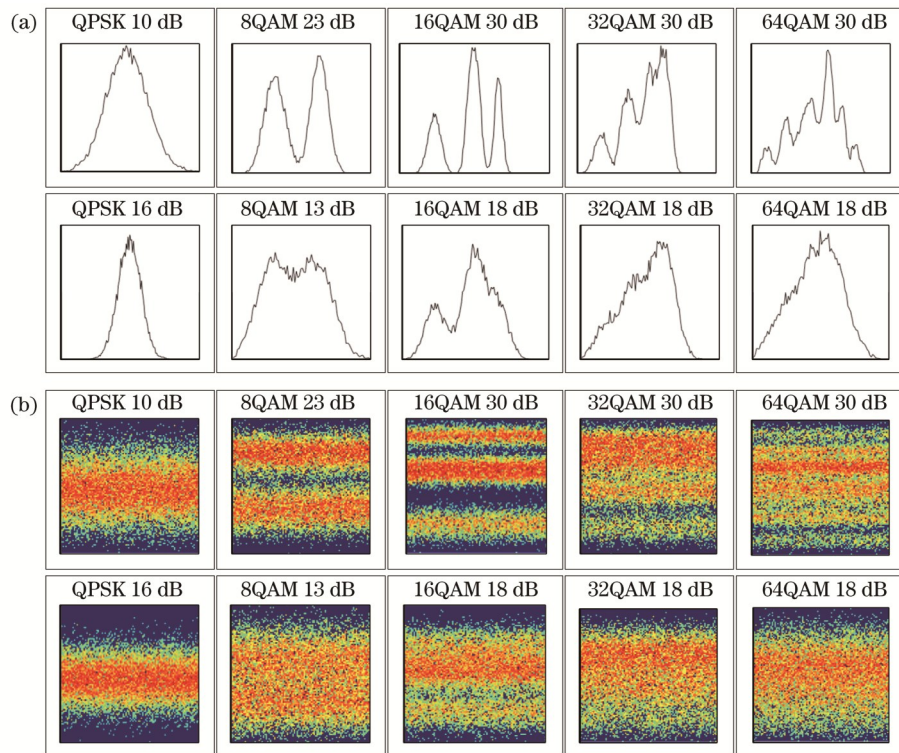 (a)
QPSK 10 dB 8QAM 23 dB 16QAM 30 dB 32QAM 30 dB 64QAM 30 dB
QPSK 16 dB 8QAM 13 dB 16QAM 18 dB 32QAM 18 dB 64QAM 18 dB
(b)
QPSK 10 dB 8QAM 23 dB 16QAM 30 dB 32QAM 30 dB 64QAM 30 dB
QPSK 16 dB 8QAM 13 dB 16QAM 18 dB 32QAM 18 dB 64QAM 18 dB